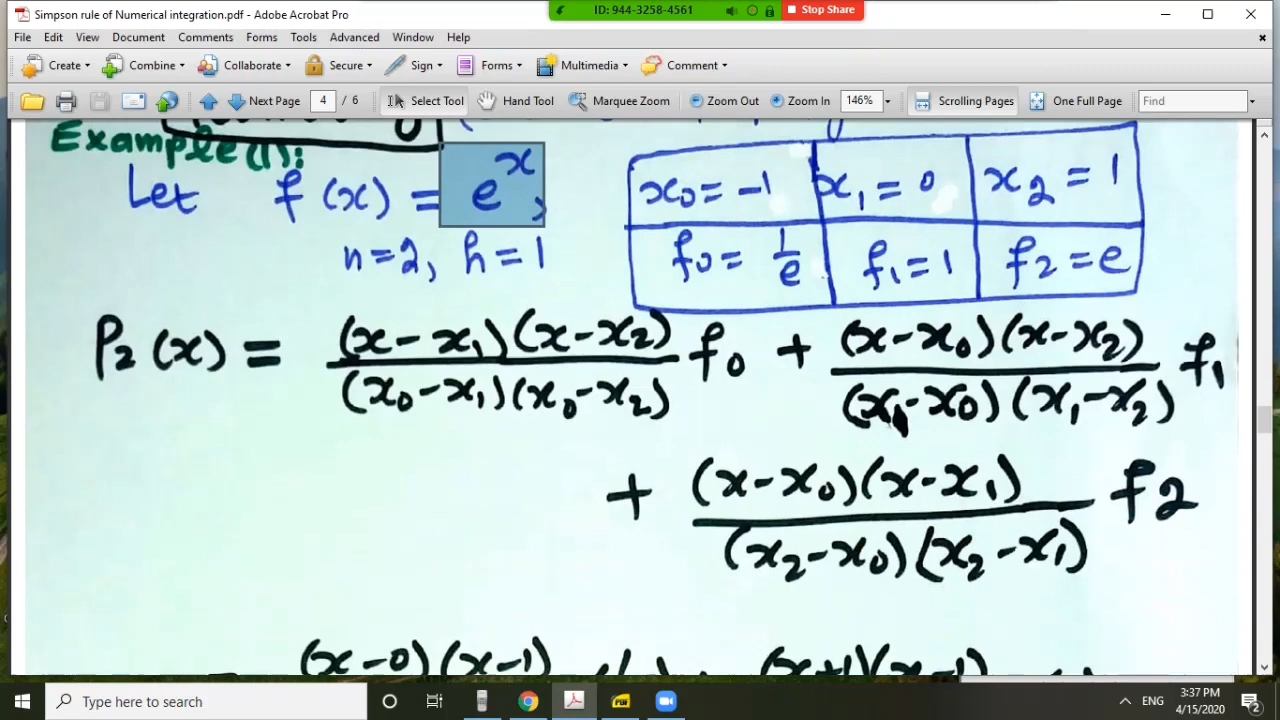 Simpson rule of Numerical integration.pdf - Adobe Acrobat Pro
ID: 944-3258-4561 Stop Share
File Edit View Document Comments Forms Tools Advanced Window Help
Create Combine Collaborate Secure Sign Forms Multimedia Comment
Next Page 4 / 6 Select Tool Hand Tool Marquee Zoom Zoom Out Zoom In 146% Scrolling Pages One Full Page Find
Example(1):
Let f(x) = e^x,
n=2, h=1
x₀ = -1 x₁ = 0 x₂ = 1
f₀ = 1/e f₁ = 1 f₂ = e
P₂(x) = (x-x₁)(x-x₂) / (x₀-x₁)(x₀-x₂) f₀ + (x-x₀)(x-x₂) / (x₁-x₀)(x₁-x₂) f₁
+ (x-x₀)(x-x₁) / (x₂-x₀)(x₂-x₁) f₂
(x-0)(x-1) (x+1)(x-1)
Type here to search
ENG
3:37 PM
4/15/2020
2